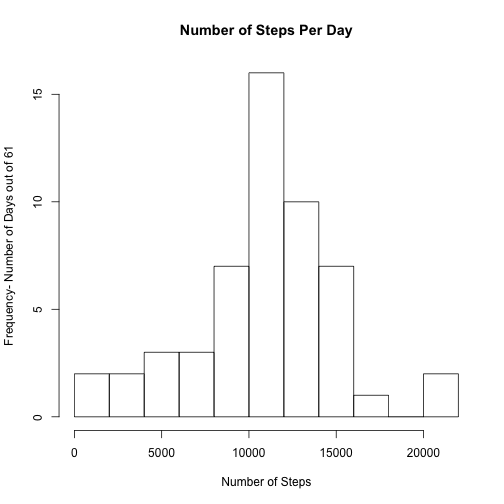 Number of Steps Per Day
Frequency- Number of Days out of 61
15
10
5
0
0 5000 10000 15000 20000
Number of Steps